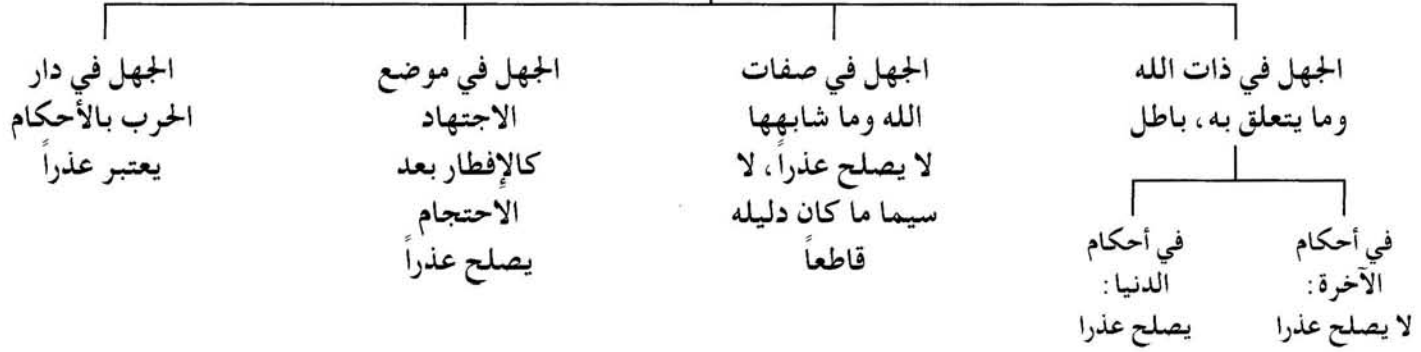 الجهل في ذات الله
وما يتعلق به، باطل
في أحكام
الآخرة:
لا يصلح عذرا
في أحكام
الدنيا:
يصلح عذرا
الجهل في صفات
الله وما شابهها
لا يصلح عذراً، لا
سيما ما كان دليله
قاطعاً
الجهل في موضع
الاجتهاد
كالإفطار بعد
الاحتجام
يصلح عذراً
الجهل في دار
الحرب بالأحكام
يعتبر عذراً